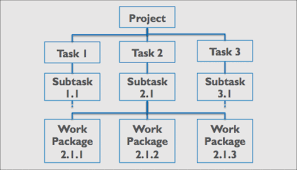 Project
Task 1
Task 2
Task 3
Subtask
1.1
Subtask
2.1
Subtask
3.1
Work
Package
2.1.1
Work
Package
2.1.2
Work
Package
2.1.3